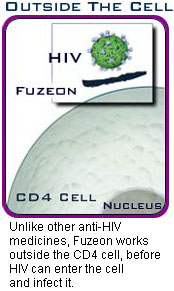 OUTSIDE THE CELL
HIV
FUZEON
CD4 CELL
NUCLEUS
Unlike other anti-HIV
medicines, Fuzeon works
outside the CD4 cell, before
HIV can enter the cell
and infect it.